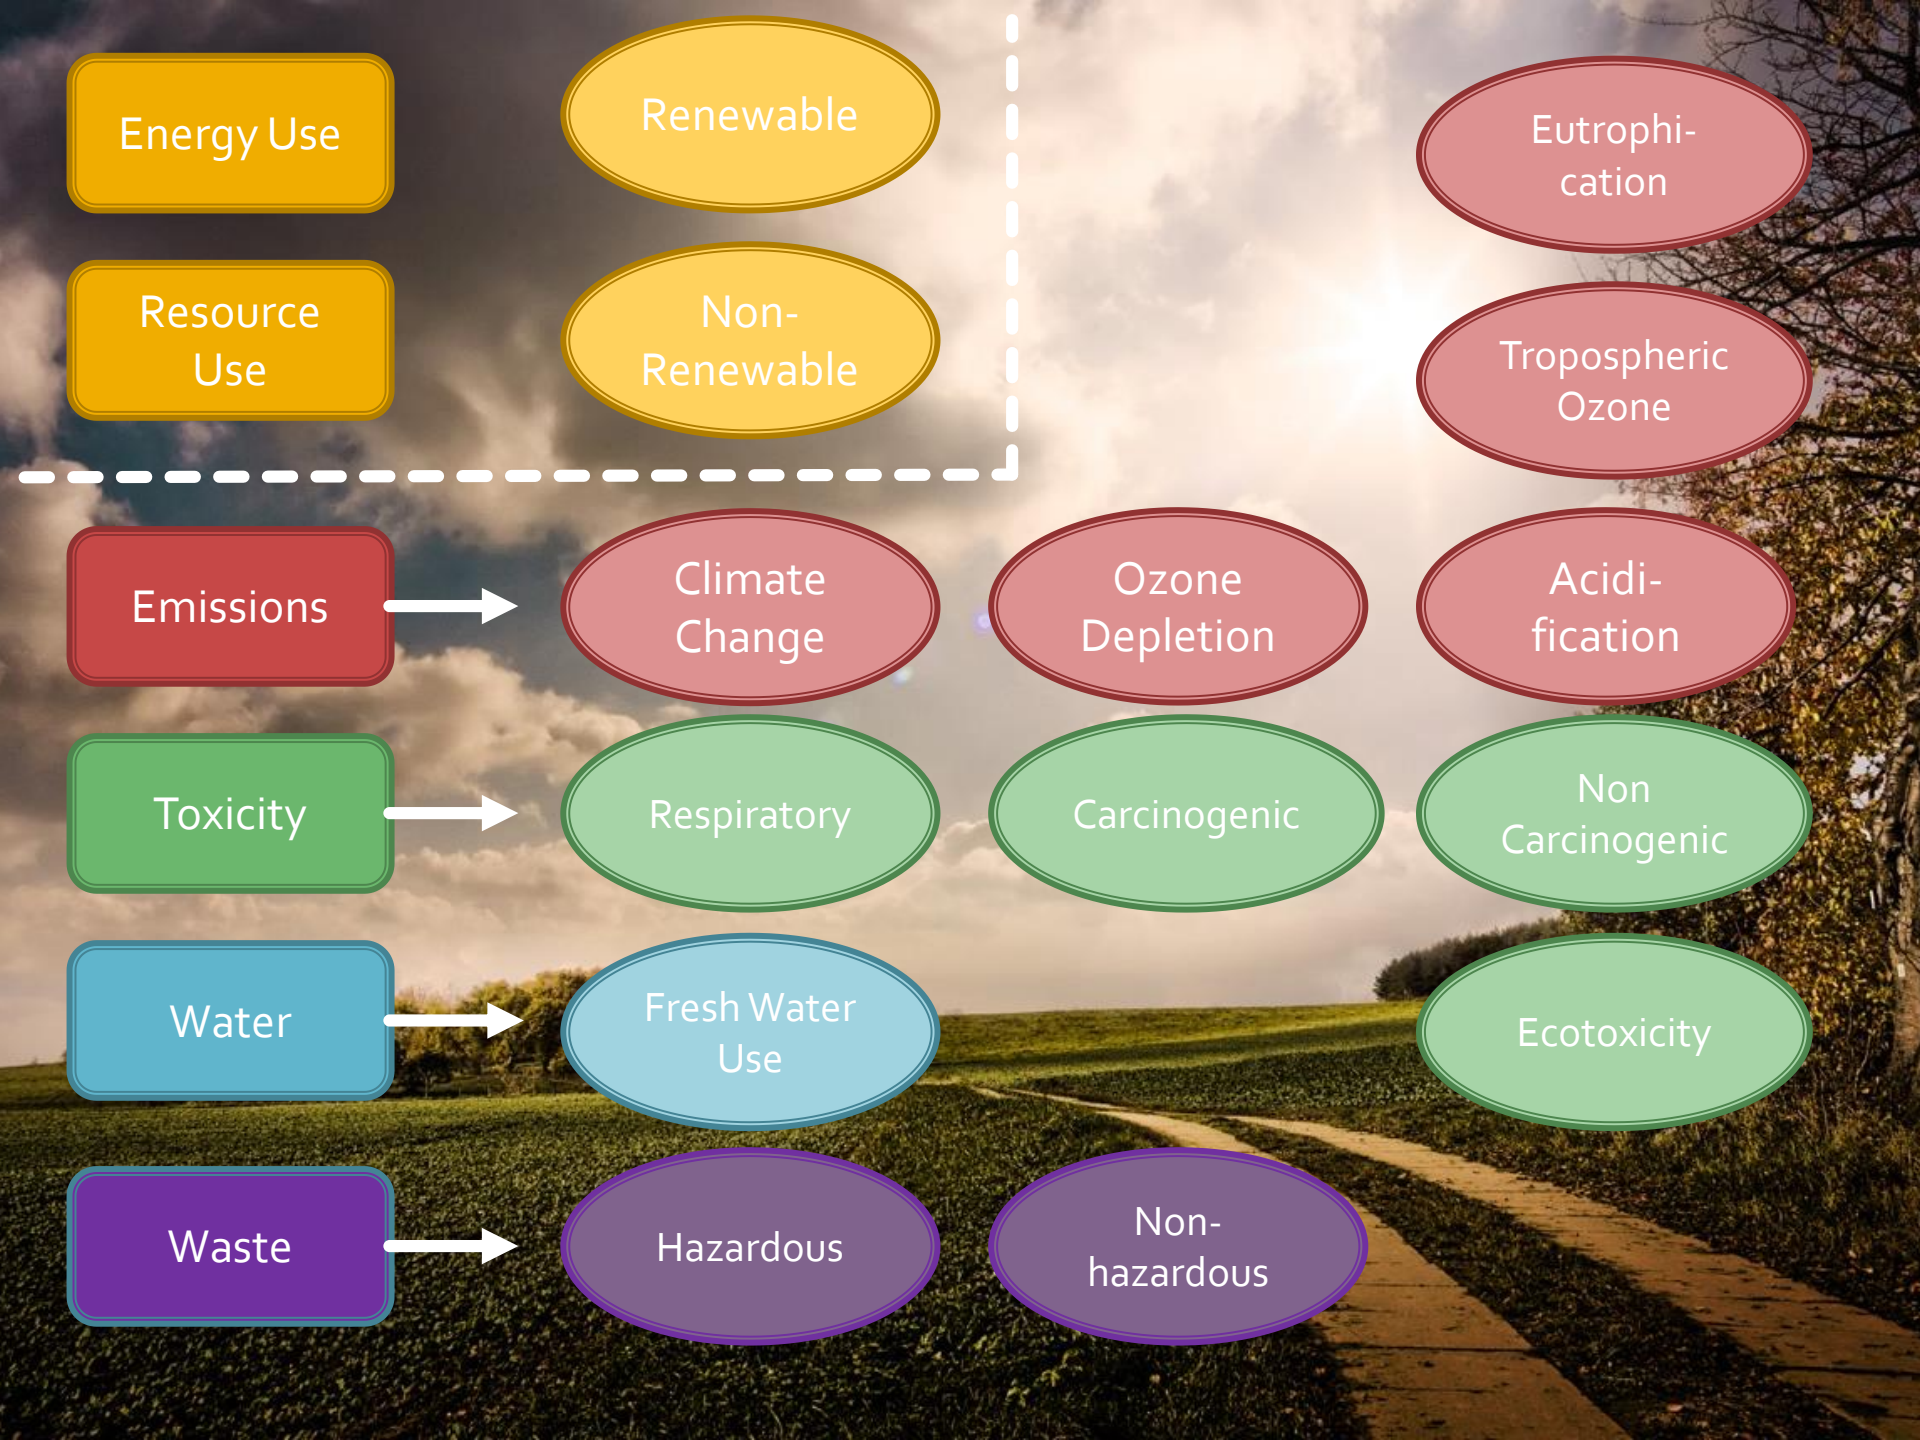 Energy Use
Renewable
Eutrophi-
cation
Resource
Use
Non-
Renewable
Tropospheric
Ozone
Emissions
Climate
Change
Ozone
Depletion
Acidi-
fication
Toxicity
Respiratory
Carcinogenic
Non
Carcinogenic
Water
Fresh Water
Use
Ecotoxicity
Waste
Hazardous
Non-
hazardous